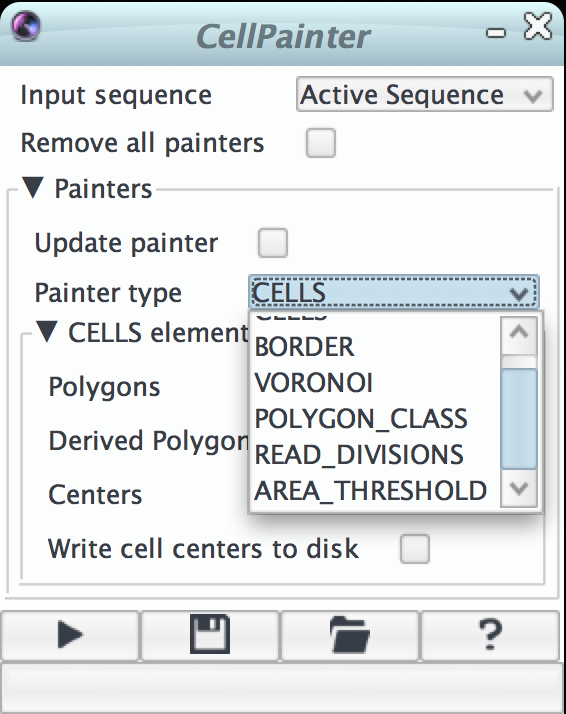 CellPainter
Input sequence Active Sequence
Remove all painters
Painters
Update painter
Painter type CELLS
CELLS element
CELLS
BORDER
Polygons
VORONOI
POLYGON_CLASS
Derived Polygon
READ_DIVISIONS
Centers AREA_THRESHOLD
Write cell centers to disk
?